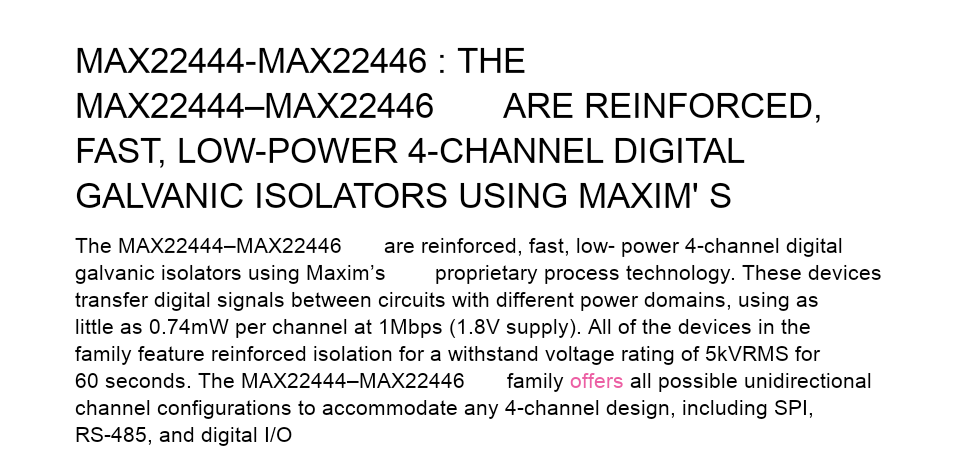 MAX22444-MAX22446 : THE
MAX22444–MAX22446 ARE REINFORCED,
FAST, LOW-POWER 4-CHANNEL DIGITAL
GALVANIC ISOLATORS USING MAXIM' S
The MAX22444–MAX22446 are reinforced, fast, low- power 4-channel digital
galvanic isolators using Maxim’s proprietary process technology. These devices
transfer digital signals between circuits with different power domains, using as
little as 0.74mW per channel at 1Mbps (1.8V supply). All of the devices in the
family feature reinforced isolation for a withstand voltage rating of 5kVRMS for
60 seconds. The MAX22444–MAX22446 family offers all possible unidirectional
channel configurations to accommodate any 4-channel design, including SPI,
RS-485, and digital I/O